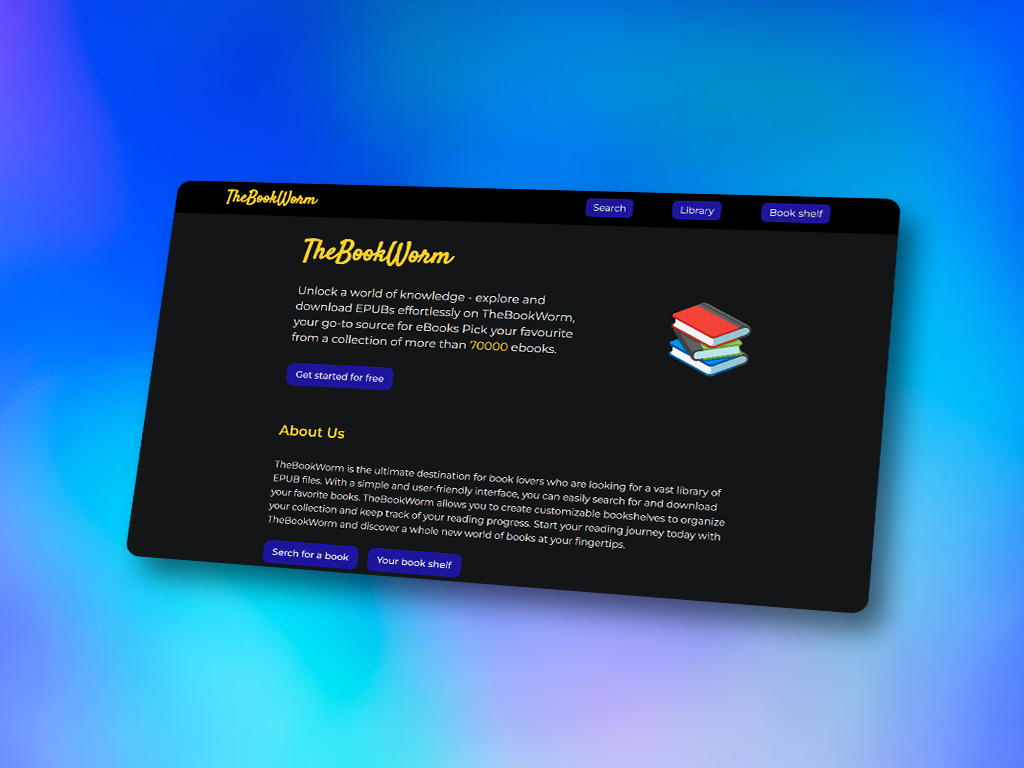 TheBookWorm
Search
Library
Book shelf
TheBookWorm
Unlock a world of knowledge - explore and
download EPUBs effortlessly on TheBookWorm,
your go-to source for eBooks Pick your favourite
from a collection of more than 70000 ebooks.
Get started for free
About Us
TheBookWorm is the ultimate destination for book lovers who are looking for a vast library of
EPUB files. With a simple and user-friendly interface, you can easily search for and download
your favorite books. TheBookWorm allows you to create customizable bookshelves to organize
your collection and keep track of your reading progress. Start your reading journey today with
TheBookWorm and discover a whole new world of books at your fingertips.
Serch for a book
Your book shelf